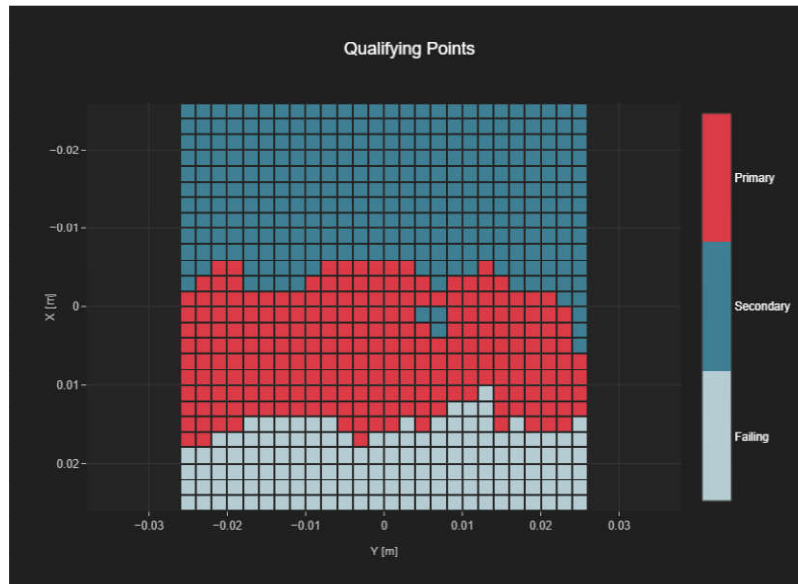 Qualifying Points
Primary
Secondary
Failing
X [m]
−0.02
−0.01
0
0.01
0.02
−0.03
−0.02
−0.01
0
0.01
0.02
0.03
Y [m]